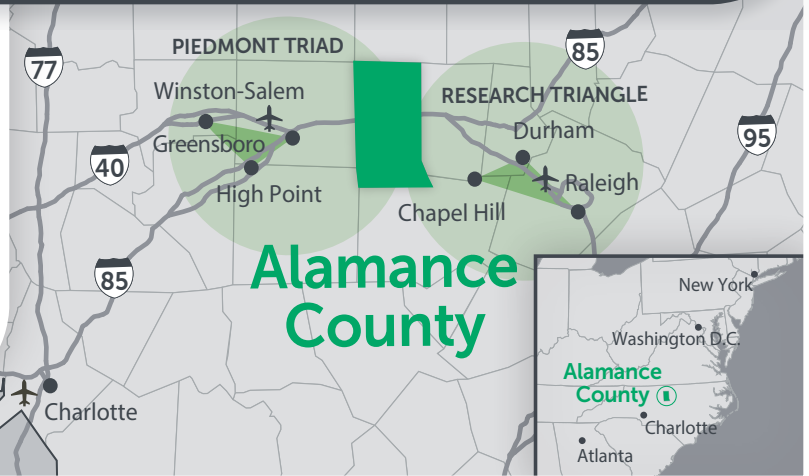 77
PIEDMONT TRIAD
85
Winston-Salem
RESEARCH TRIANGLE
Durham
95
Greensboro
40
High Point
Raleigh
Chapel Hill
85
Alamance
County
Charlotte
New York
Washington D.C.
Alamance
County
Charlotte
Atlanta